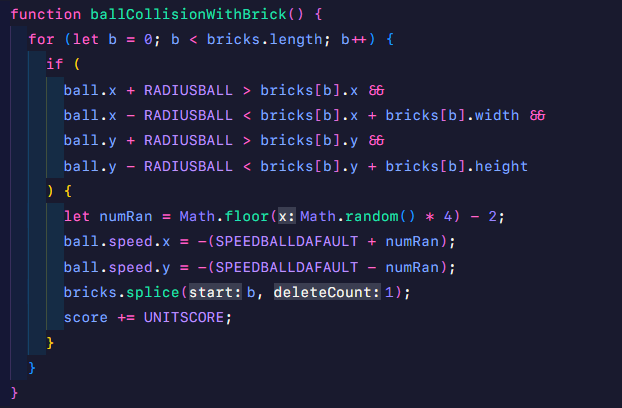 function ballCollisionWithBrick() {
for (let b = 0; b < bricks.length; b++) {
if (
ball.x + RADIUSBALL > bricks[b].x &&
ball.x - RADIUSBALL < bricks[b].x + bricks[b].width &&
ball.y + RADIUSBALL > bricks[b].y &&
ball.y - RADIUSBALL < bricks[b].y + bricks[b].height
) {
let numRan = Math.floor(x: Math.random() * 4) - 2;
ball.speed.x = -(SPEEDBALLDAFAULT + numRan);
ball.speed.y = -(SPEEDBALLDAFAULT - numRan);
bricks.splice(start: b, deleteCount: 1);
score += UNITSCORE;
}
}
}